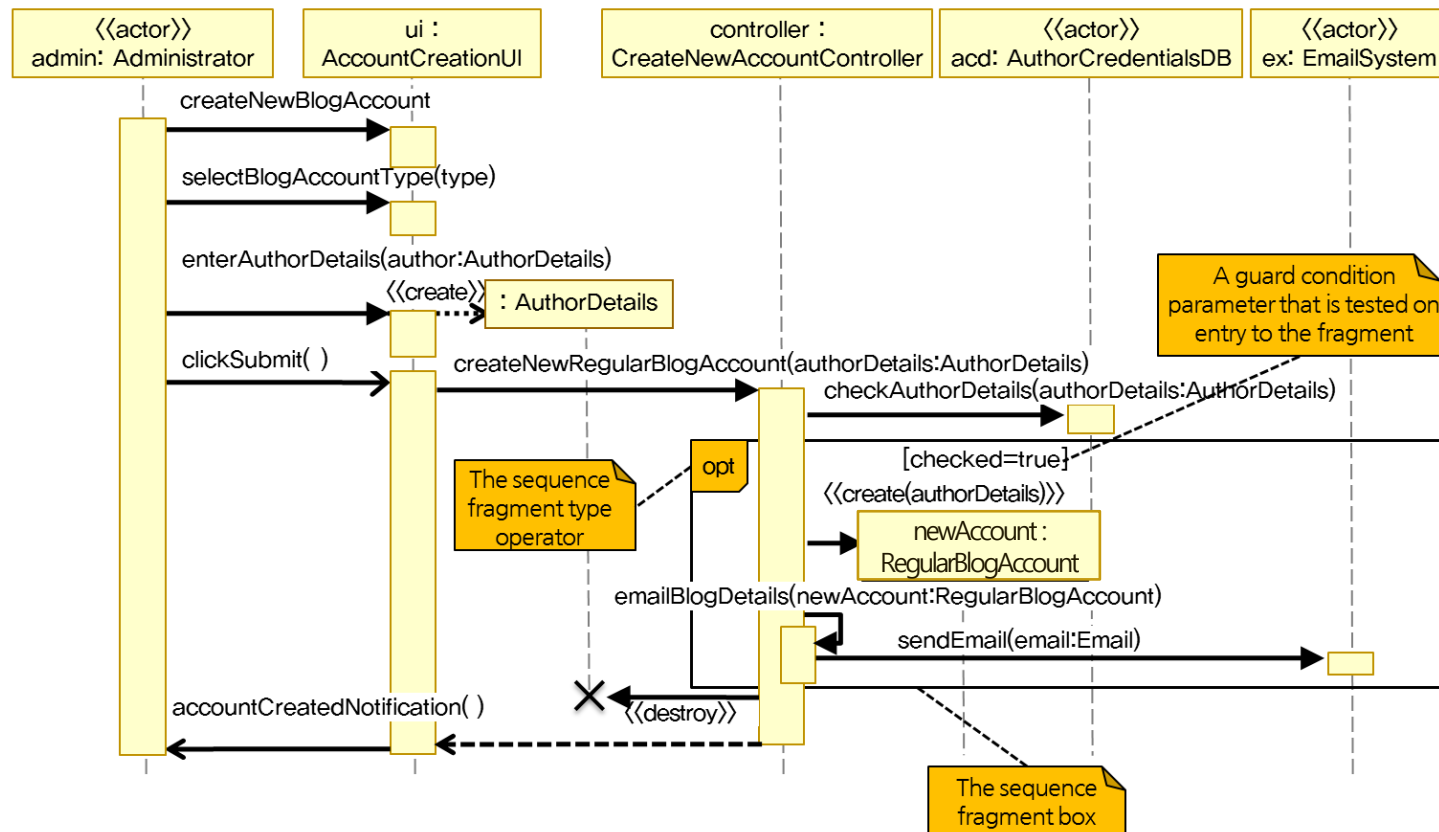 《actor》
admin: Administrator
ui :
AccountCreationUI
controller :
CreateNewAccountController
《actor》
acd: AuthorCredentialsDB
《actor》
ex: EmailSystem
createNewBlogAccount
selectBlogAccountType(type)
enterAuthorDetails(author:AuthorDetails)
《create》
: AuthorDetails
A guard condition
parameter that is tested on
entry to the fragment
clickSubmit( )
createNewRegularBlogAccount(authorDetails:AuthorDetails)
checkAuthorDetails(authorDetails:AuthorDetails)
opt
[checked=true]
The sequence
fragment type
operator
《create(authorDetails)》
newAccount :
RegularBlogAccount
emailBlogDetails(newAccount:RegularBlogAccount)
sendEmail(email:Email)
accountCreatedNotification( )
《destroy》
The sequence
fragment box